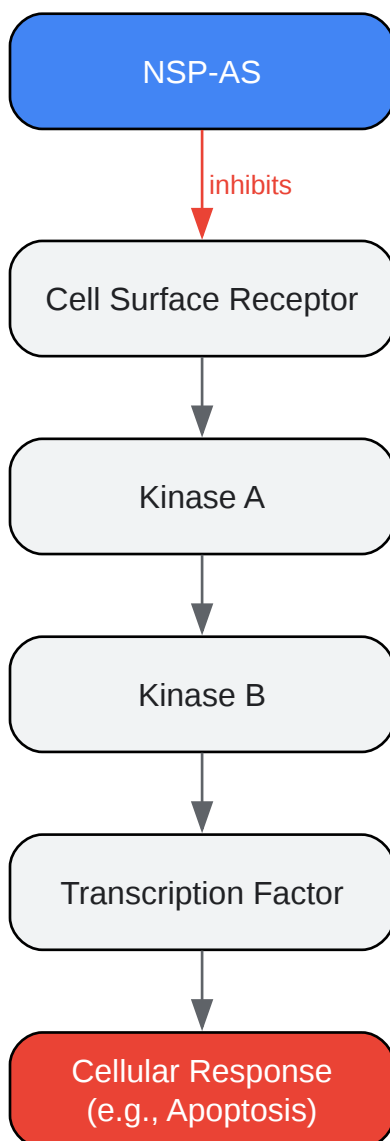 NSP-AS
inhibits
Cell Surface Receptor
Kinase A
Kinase B
Transcription Factor
Cellular Response
(e.g., Apoptosis)